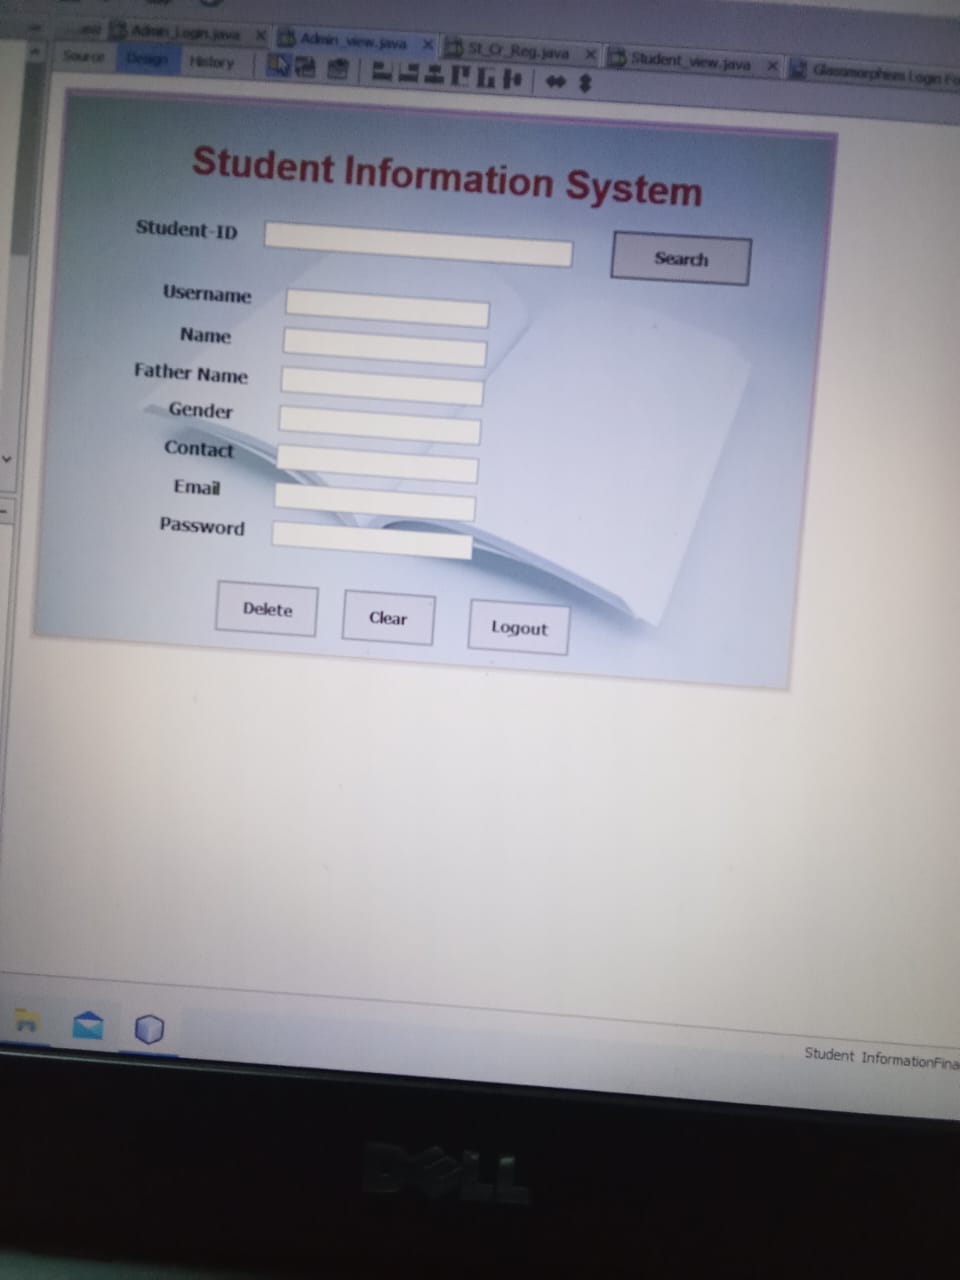 Admin_Login.java
Admin_view.java
St_Cr_Reg.java
Student_view.java
Glassmorphism Login Fo
Source
Design
History
Student Information System
Student-ID
Search
Username
Name
Father Name
Gender
Contact
Email
Password
Delete
Clear
Logout
Student InformationFina
DELL